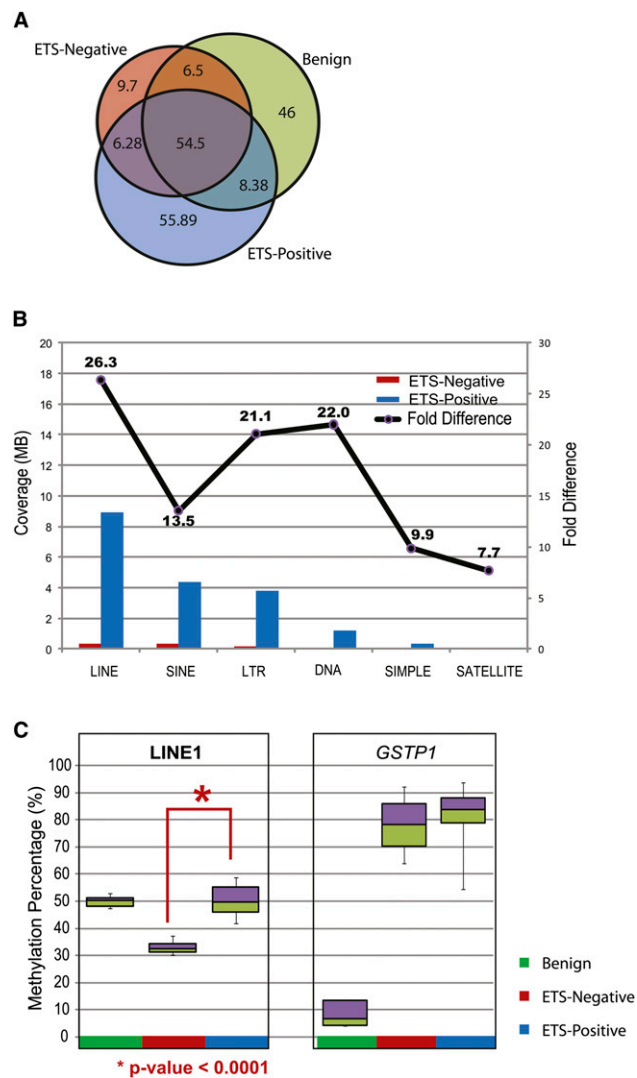 A
ETS-Negative
Benign
9.7
6.5
46
6.28
54.5
8.38
55.89
ETS-Positive
B
20
18
16
14
12
10
8
6
4
2
0
Coverage (MB)
30
25
20
15
10
5
0
Fold Difference
26.3
13.5
21.1
22.0
9.9
7.7
ETS-Negative
ETS-Positive
Fold Difference
LINE
SINE
LTR
DNA
SIMPLE
SATELLITE
C
LINE1
GSTP1
100
90
80
70
60
50
40
30
20
10
0
Methylation Percentage (%)
*
Benign
ETS-Negative
ETS-Positive
* p-value < 0.0001